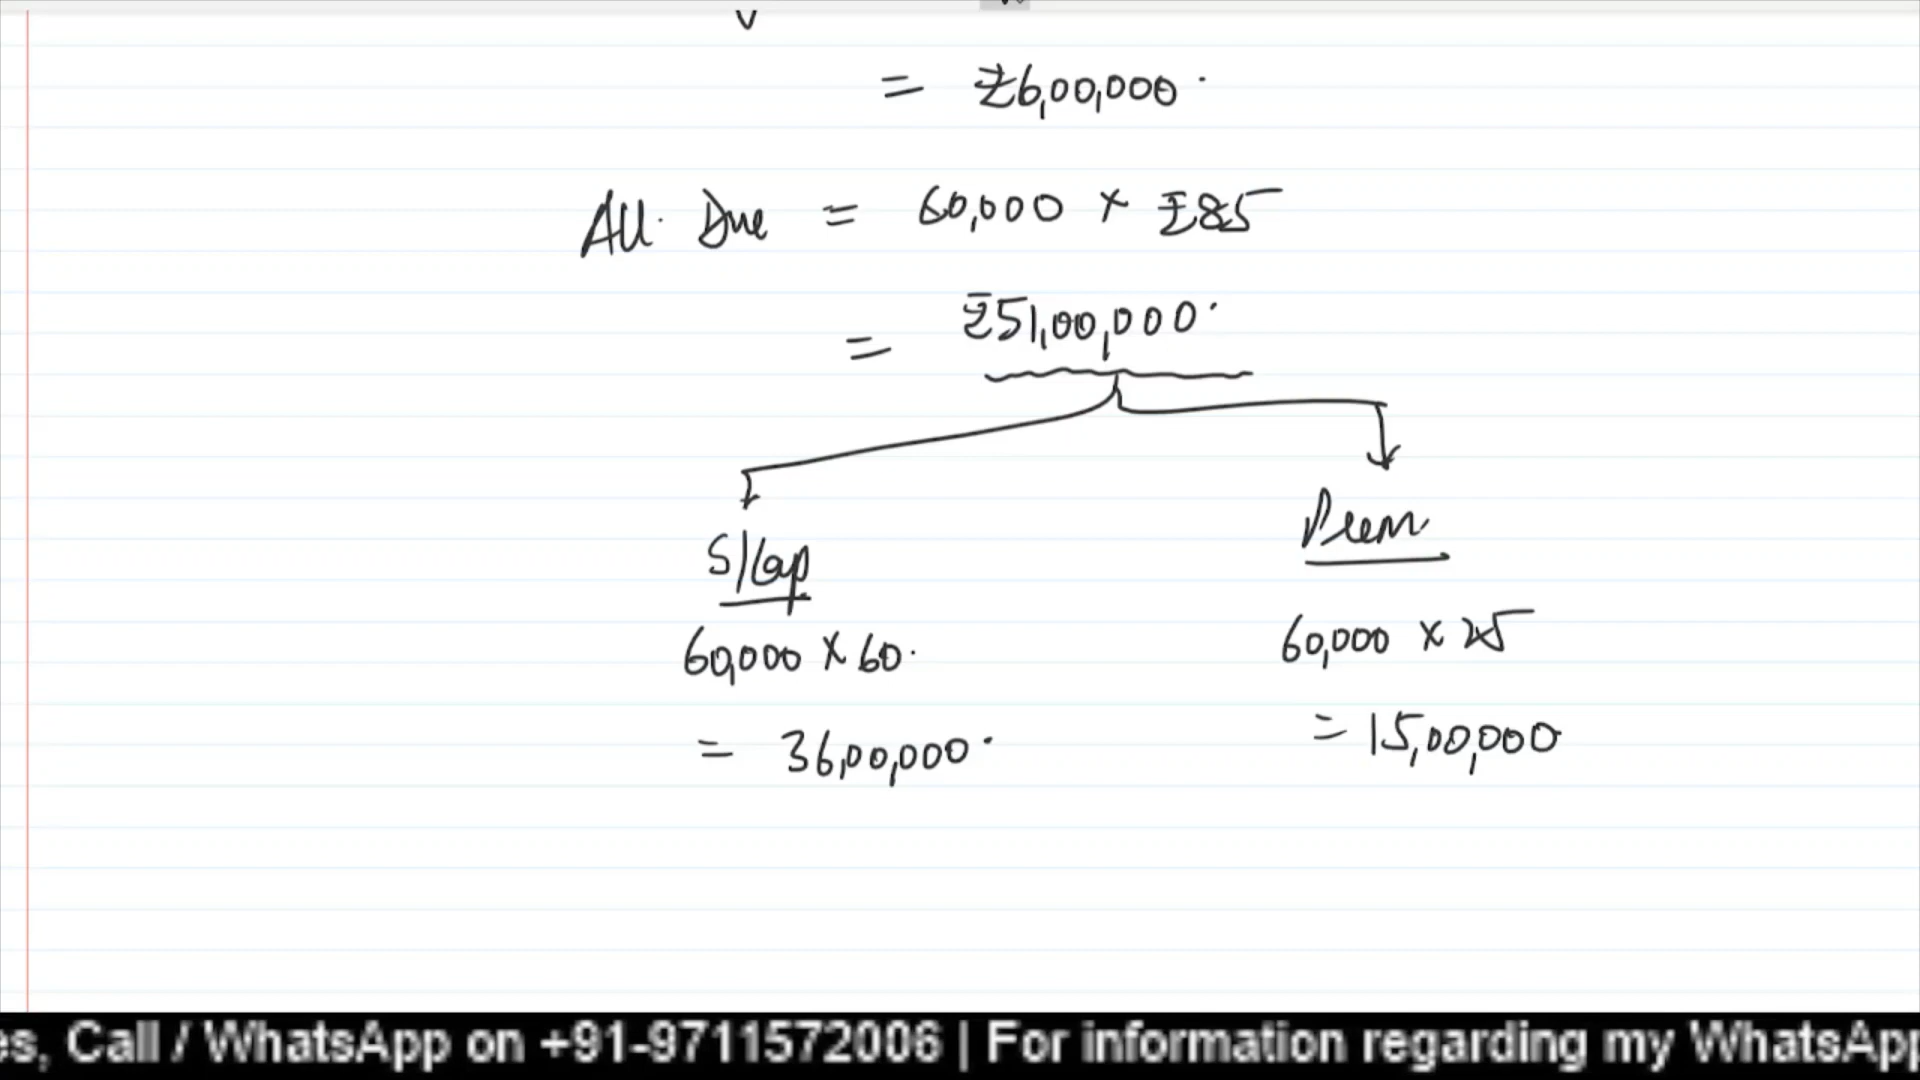 = ₹6,00,000.
All. Due = 60,000 × ₹85
= ₹51,00,000.
S/Cap
Prem
60,000 × 60.
60,000 × 25
= 36,00,000.
= 15,00,000
es, Call / WhatsApp on +91-9711572006 | For information regarding my WhatsApp